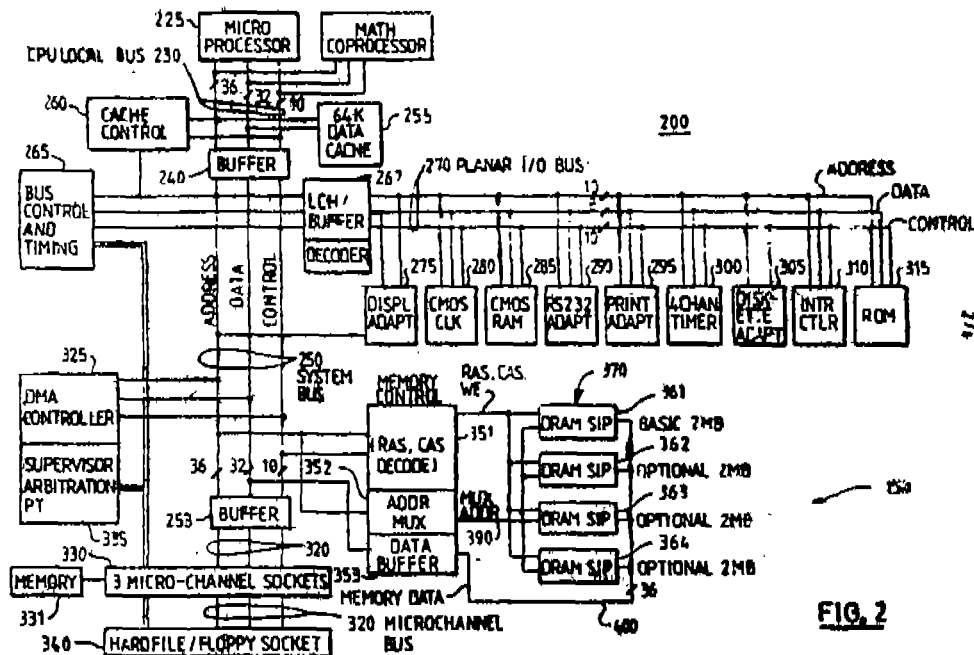 225
MICRO
PROCESSOR
MATH
COPROCESSOR
CPU LOCAL BUS 230
36
32
10
260
CACHE
CONTROL
64K
DATA
CACHE
255
200
265
BUFFER
240
267
270 PLANAR I/O BUS
BUS
CONTROL
AND
TIMING
LCH/
BUFFER
DECODER
ADDRESS
DATA
CONTROL
ADDRESS
DATA
CONTROL
10
275
280
285
290
295
300
305
310
315
DISPL
ADAPT
CMOS
CLK
CMOS
RAM
RS232
ADAPT
PRINT
ADAPT
4CHAN
TIMER
DISK-
ETTE
ADAPT
INTR
CTLR
ROM
250
SYSTEM
BUS
325
DMA
CONTROLLER
SUPERVISOR
ARBITRATION
PT
335
36
32
10
352
MEMORY
CONTROL
RAS, CAS,
WE
351
(RAS, CAS
DECODE)
ADDR
MUX
MUX
ADDR
390
DATA
BUFFER
353
MEMORY DATA
370
361
DRAM SIP
BASIC 2MB
362
DRAM SIP
OPTIONAL 2MB
363
DRAM SIP
OPTIONAL 2MB
364
DRAM SIP
OPTIONAL 2MB
36
400
253
BUFFER
320
330
MEMORY
331
3 MICRO-CHANNEL SOCKETS
320 MICROCHANNEL
BUS
340
HARDFILE/FLOPPY SOCKET
FIG. 2